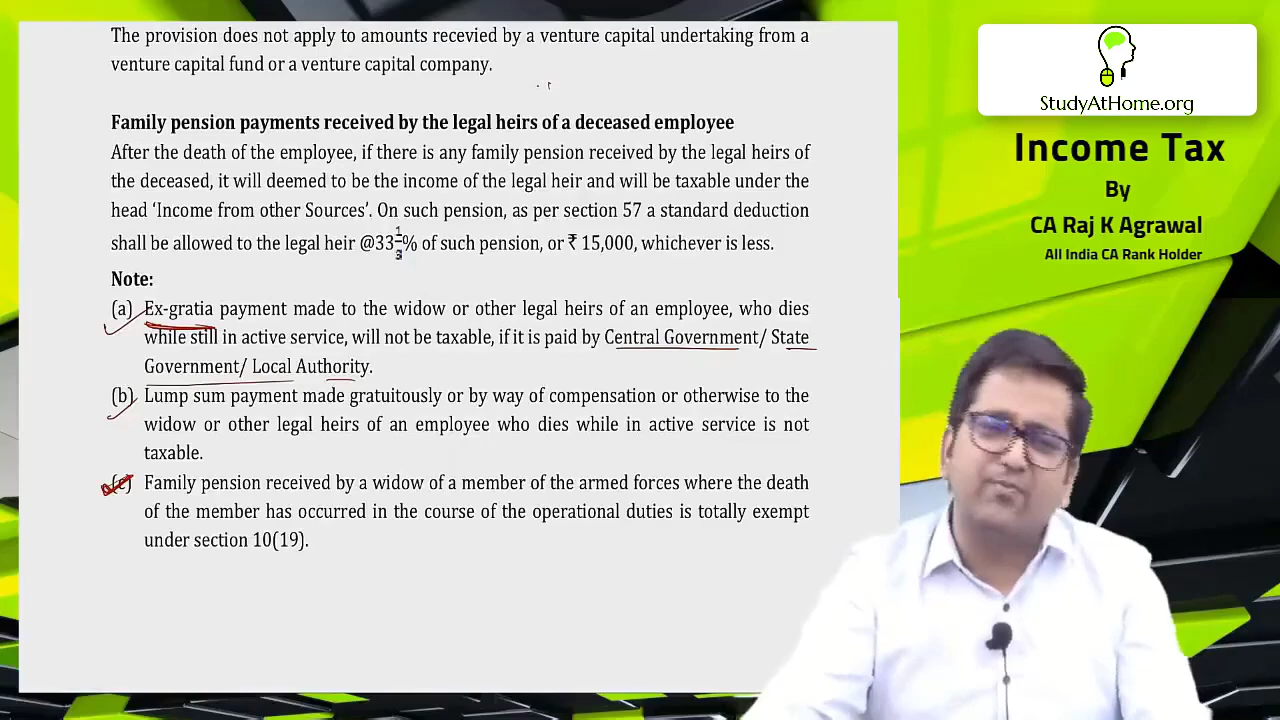 The provision does not apply to amounts recevied by a venture capital undertaking from a
venture capital fund or a venture capital company.
Family pension payments received by the legal heirs of a deceased employee
After the death of the employee, if there is any family pension received by the legal heirs of
the deceased, it will deemed to be the income of the legal heir and will be taxable under the
head ‘Income from other Sources’. On such pension, as per section 57 a standard deduction
shall be allowed to the legal heir @33 1/3% of such pension, or ₹ 15,000, whichever is less.
Note:
(a) Ex-gratia payment made to the widow or other legal heirs of an employee, who dies
while still in active service, will not be taxable, if it is paid by Central Government/ State
Government/ Local Authority.
(b) Lump sum payment made gratuitously or by way of compensation or otherwise to the
widow or other legal heirs of an employee who dies while in active service is not
taxable.
(c) Family pension received by a widow of a member of the armed forces where the death
of the member has occurred in the course of the operational duties is totally exempt
under section 10(19).
StudyAtHome.org
Income Tax
By
CA Raj K Agrawal
All India CA Rank Holder